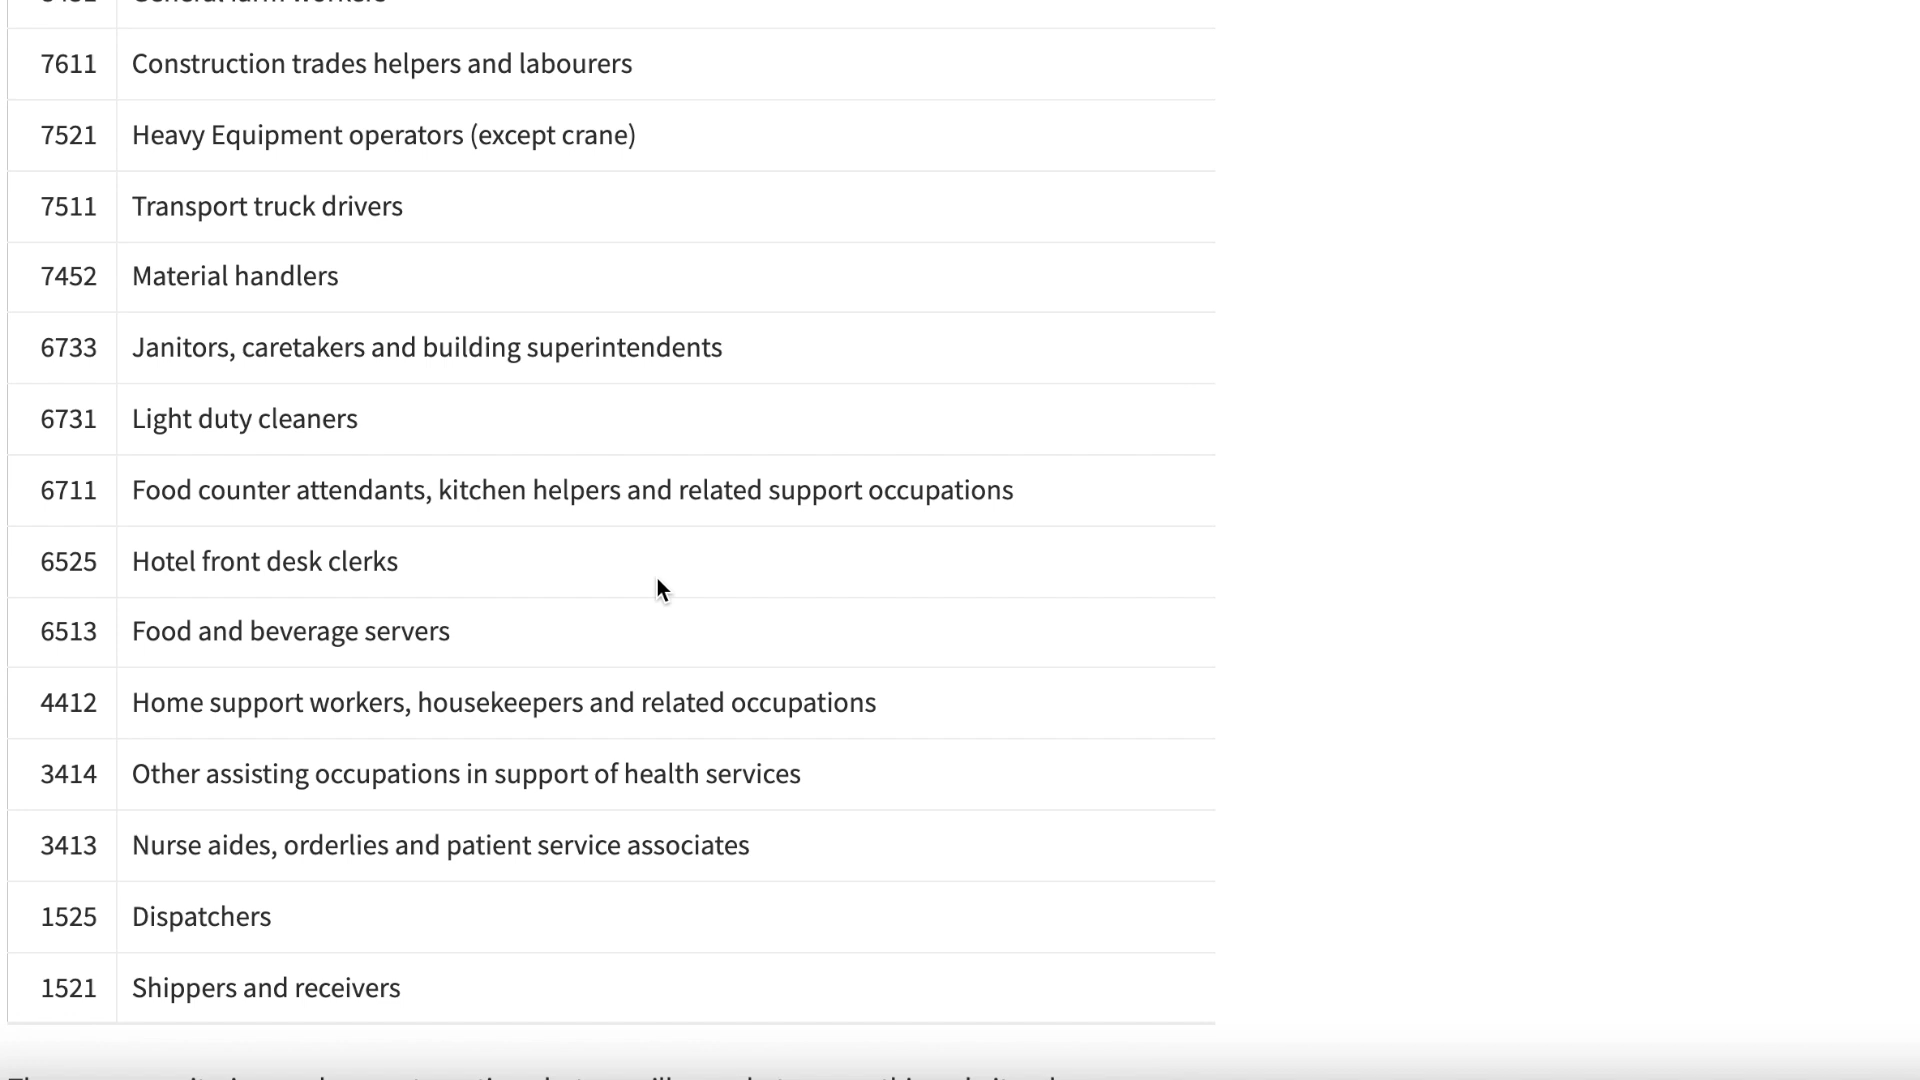 General farm workers
7611 Construction trades helpers and labourers
7521 Heavy Equipment operators (except crane)
7511 Transport truck drivers
7452 Material handlers
6733 Janitors, caretakers and building superintendents
6731 Light duty cleaners
6711 Food counter attendants, kitchen helpers and related support occupations
6525 Hotel front desk clerks
6513 Food and beverage servers
4412 Home support workers, housekeepers and related occupations
3414 Other assisting occupations in support of health services
3413 Nurse aides, orderlies and patient service associates
1525 Dispatchers
1521 Shippers and receivers